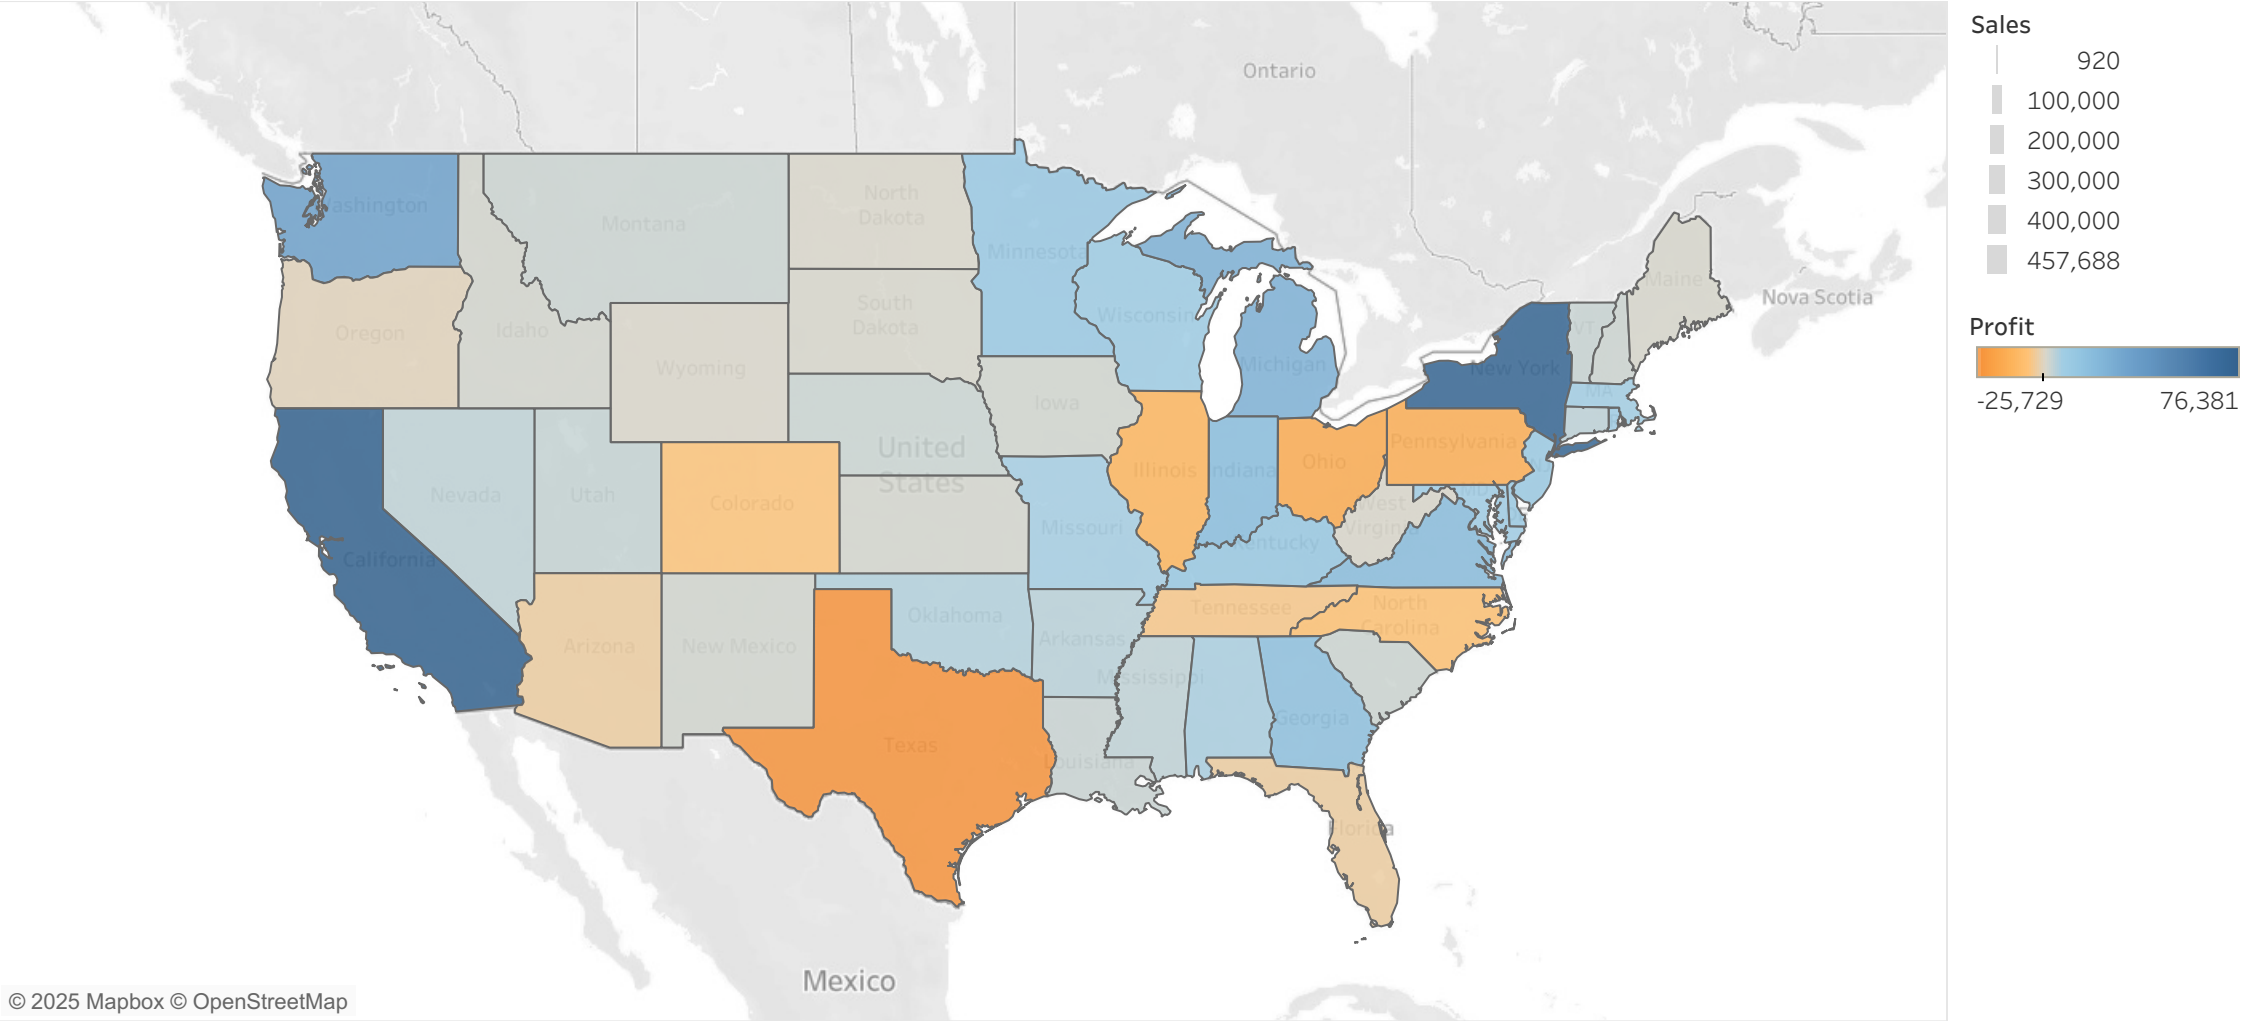 Ontario
Nova Scotia
Washington
Montana
North
Dakota
Minnesota
Maine
Oregon
Idaho
South
Dakota
Wisconsin
VT
Wyoming
Michigan
New York
Iowa
MA
United
States
Pennsylvania
Illinois
Indiana
Ohio
NJ
Nevada
Utah
Colorado
MD
West
Virginia
Missouri
Kentucky
California
Oklahoma
Tennessee
North
Carolina
Arizona
New Mexico
Arkansas
Mississippi
Georgia
Texas
Louisiana
Florida
Mexico
© 2025 Mapbox © OpenStreetMap
Sales
920
100,000
200,000
300,000
400,000
457,688
Profit
-25,729 76,381